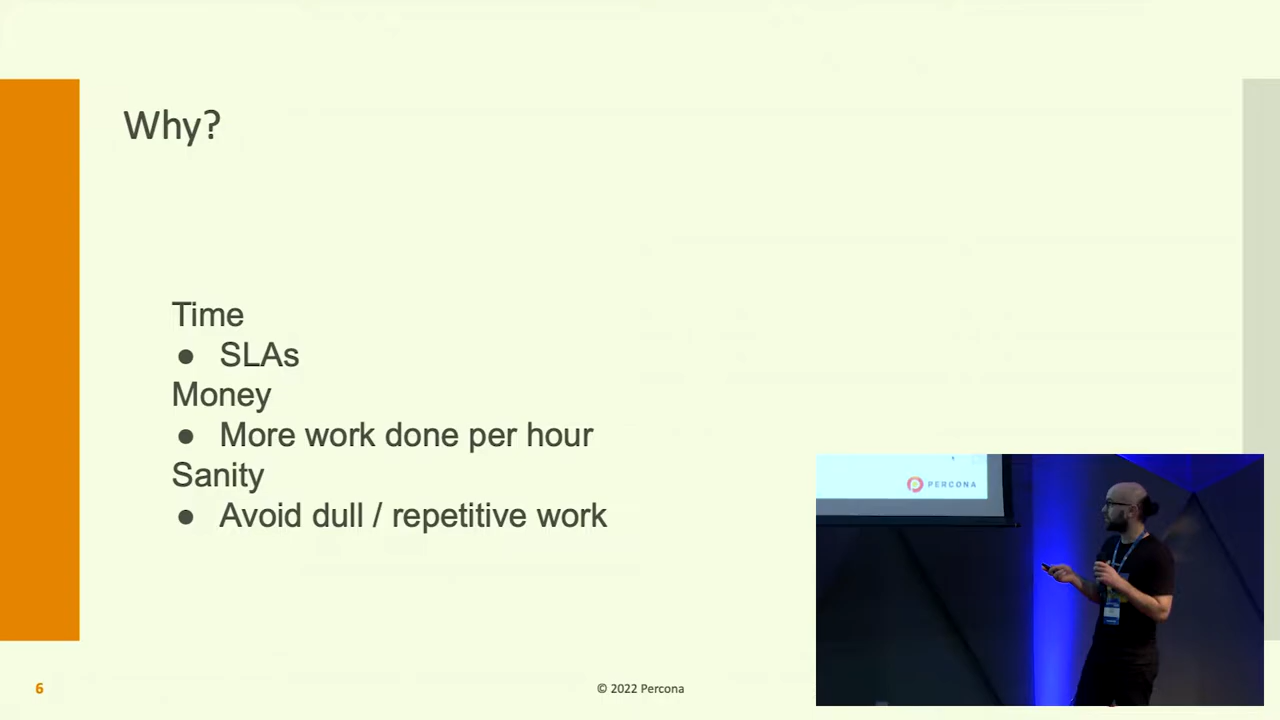 Why?
Time
● SLAs
Money
● More work done per hour
Sanity
● Avoid dull / repetitive work
PERCONA
6
© 2022 Percona